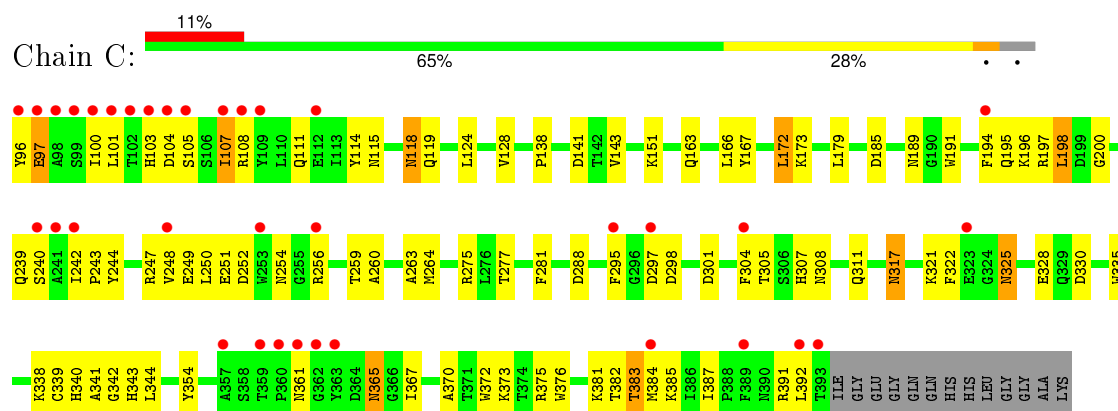 11%
Chain C:
65% 28% • •
Y96 E97 A98 S99 I100 L101 T102 H103 D104 S105 S106 I107 R108 Y109 L110 Q111 E112 I113 Y114 N115 N118 Q119 L124 V128 P138 D141 T142 V143 K151 Q163 L166 Y167 L172 K173 L179 D185 N189 G190 W191 F194 Q195 K196 R197 L198 D199 G200
Q239 S240 A241 I242 P243 Y244 R247 V248 E249 L250 E251 D252 W253 N254 G255 R256 T259 A260 A263 M264 R275 L276 T277 F281 D288 F295 G296 D297 D298 D301 F304 T305 S306 H307 N308 Q311 N317 K321 F322 E323 G324 N325 E328 Q329 D330 W335
K338 C339 H340 A341 G342 H343 L344 Y354 A357 S358 T359 P360 N361 G362 Y363 D364 N365 G366 I367 A370 T371 W372 K373 T374 R375 W376 K381 T382 T383 M384 K385 I386 I387 P388 F389 N390 R391 L392 T393 ILE GLY GLU GLY GLN GLN HIS HIS LEU GLY GLY ALA LYS